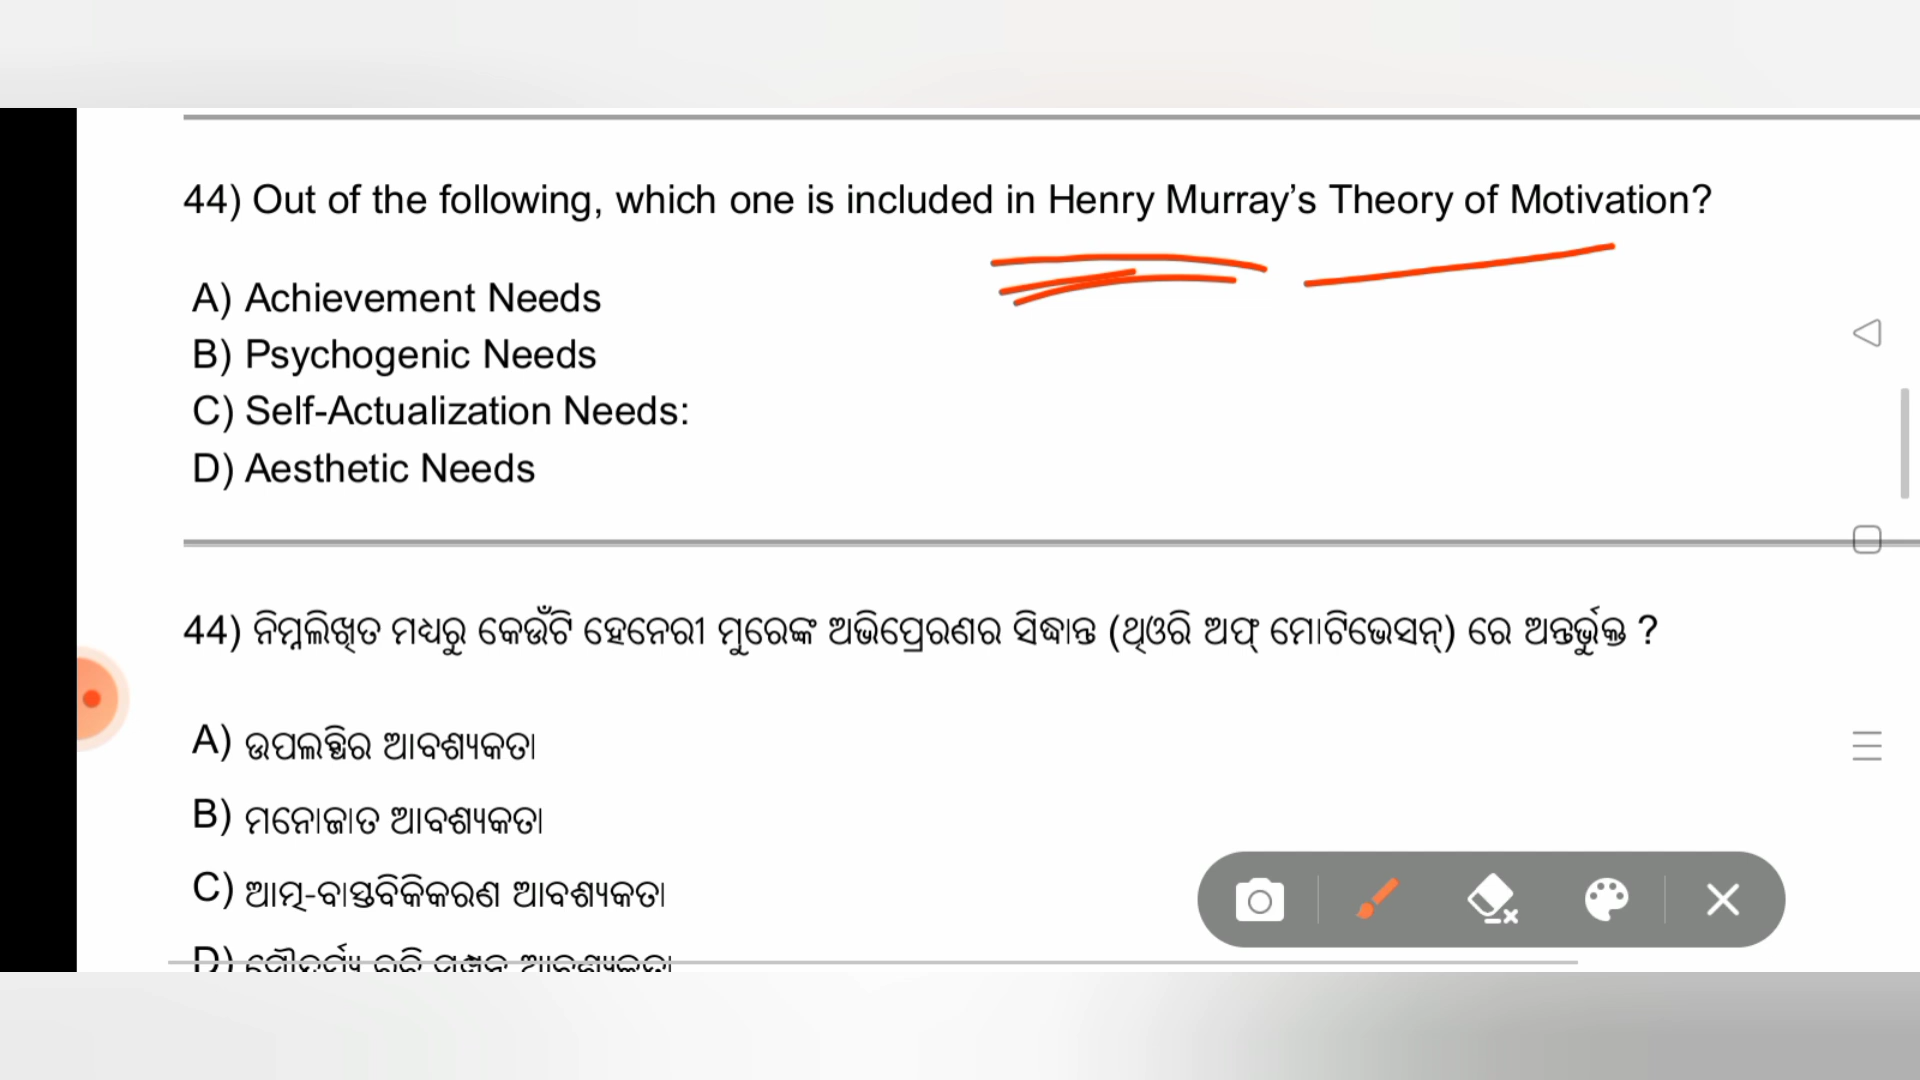 44) Out of the following, which one is included in Henry Murray’s Theory of Motivation?
A) Achievement Needs
B) Psychogenic Needs
C) Self-Actualization Needs:
D) Aesthetic Needs
44) ନିମ୍ନଲିଖିତ ମଧ୍ଯରୁ କେଉଁଟି ହେନେରୀ ମୁରେଙ୍କ ଅଭିପ୍ରେରଣର ସିଦ୍ଧାନ୍ତ (ଥିଓରି ଅଫ୍ ମୋଟିଭେସନ୍) ରେ ଅନ୍ତର୍ଭୁକ୍ତ ?
A) ଉପଲବ୍ଧିର ଆବଶ୍ୟକତା
B) ମନୋଜାତ ଆବଶ୍ୟକତା
C) ଆତ୍ମ-ବାସ୍ତବିକିକରଣ ଆବଶ୍ୟକତା
D)